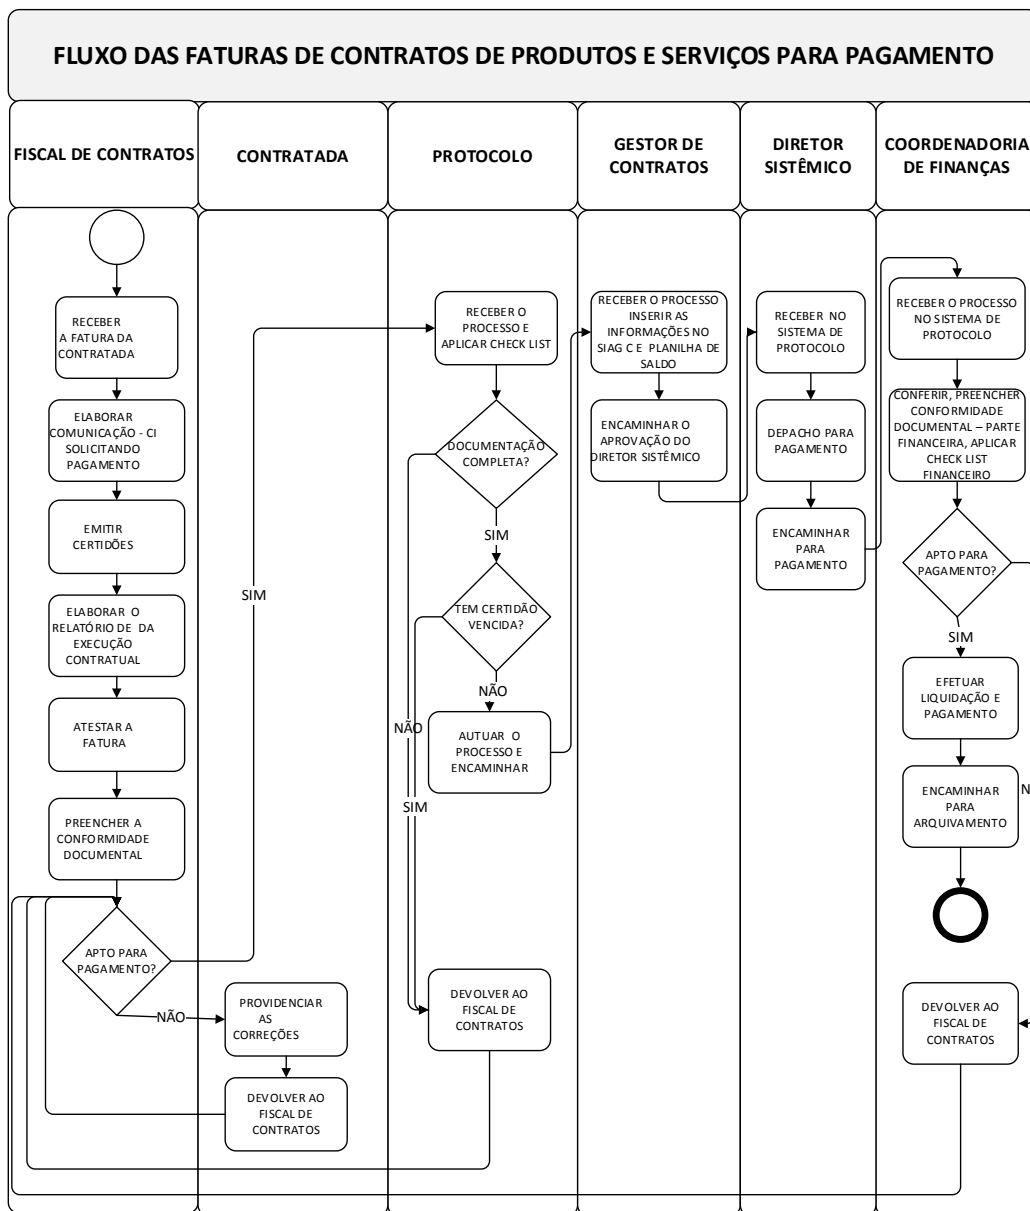 FLUXO DAS FATURAS DE CONTRATOS DE PRODUTOS E SERVIÇOS PARA PAGAMENTO
FISCAL DE CONTRATOS
CONTRATADA
PROTOCOLO
GESTOR DE
CONTRATOS
DIRETOR
SISTÊMICO
COORDENADORIA
DE FINANÇAS
RECEBER
A FATURA DA
CONTRATADA
ELABORAR
COMUNICAÇÃO - CI
SOLICITANDO
PAGAMENTO
EMITIR
CERTIDÕES
ELABORAR O
RELATÓRIO DE DA
EXECUÇÃO
CONTRATUAL
ATESTAR A
FATURA
PREENCHER A
CONFORMIDADE
DOCUMENTAL
APTO PARA
PAGAMENTO?
NÃO
SIM
PROVIDENCIAR
AS
CORREÇÕES
DEVOLVER AO
FISCAL DE
CONTRATOS
RECEBER O
PROCESSO E
APLICAR CHECK LIST
DOCUMENTAÇÃO
COMPLETA?
SIM
TEM CERTIDÃO
VENCIDA?
NÃO
NÃO
SIM
AUTUAR O
PROCESSO E
ENCAMINHAR
DEVOLVER AO
FISCAL DE
CONTRATOS
RECEBER O PROCESSO
INSERIR AS
INFORMAÇÕES NO
SIAG C E PLANILHA DE
SALDO
ENCAMINHAR O
APROVAÇÃO DO
DIRETOR SISTÊMICO
RECEBER NO
SISTEMA DE
PROTOCOLO
DEPACHO PARA
PAGAMENTO
ENCAMINHAR
PARA
PAGAMENTO
RECEBER O PROCESSO
NO SISTEMA DE
PROTOCOLO
CONFERIR, PREENCHER
CONFORMIDADE
DOCUMENTAL – PARTE
FINANCEIRA, APLICAR
CHECK LIST
FINANCEIRO
APTO PARA
PAGAMENTO?
SIM
EFETUAR
LIQUIDAÇÃO E
PAGAMENTO
ENCAMINHAR
PARA
ARQUIVAMENTO
N
DEVOLVER AO
FISCAL DE
CONTRATOS